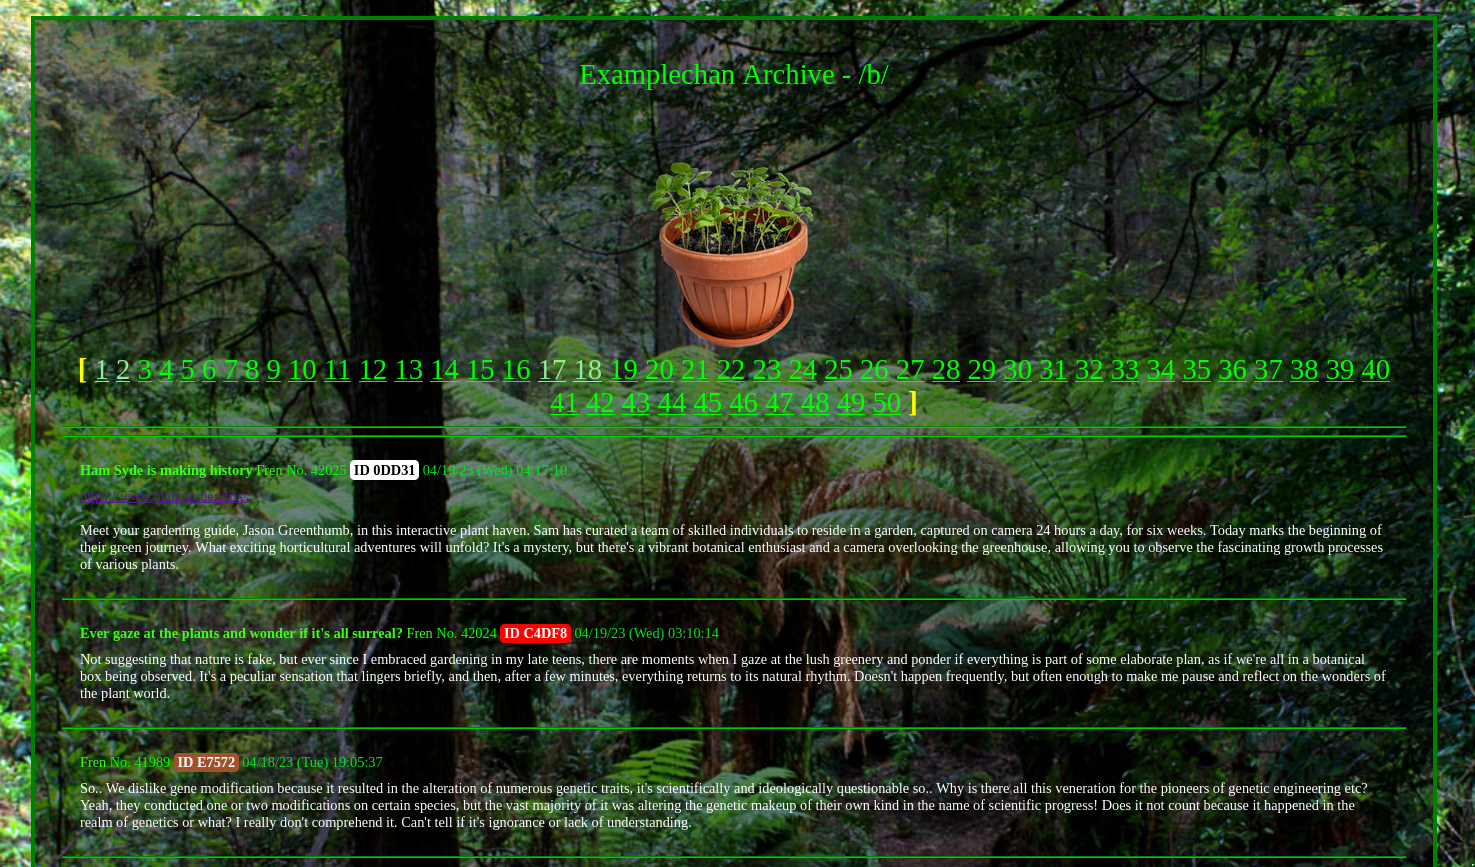 Examplechan Archive - /b/
[ 1 2 3 4 5 6 7 8 9 10 11 12 13 14 15 16 17 18 19 20 21 22 23 24 25 26 27 28 29 30 31 32 33 34 35 36 37 38 39 40
41 42 43 44 45 46 47 48 49 50 ]
Ham Syde is making history Fren No. 42025 ID 0DD31 04/19/23 (Wed) 04:17:10
Meet your gardening guide, Jason Greenthumb, in this interactive plant haven. Sam has curated a team of skilled individuals to reside in a garden, captured on camera 24 hours a day, for six weeks. Today marks the beginning of
their green journey. What exciting horticultural adventures will unfold? It's a mystery, but there's a vibrant botanical enthusiast and a camera overlooking the greenhouse, allowing you to observe the fascinating growth processes
of various plants.
Ever gaze at the plants and wonder if it's all surreal? Fren No. 42024 ID C4DF8 04/19/23 (Wed) 03:10:14
Not suggesting that nature is fake, but ever since I embraced gardening in my late teens, there are moments when I gaze at the lush greenery and ponder if everything is part of some elaborate plan, as if we're all in a botanical
box being observed. It's a peculiar sensation that lingers briefly, and then, after a few minutes, everything returns to its natural rhythm. Doesn't happen frequently, but often enough to make me pause and reflect on the wonders of
the plant world.
Fren No. 41989 ID E7572 04/18/23 (Tue) 19:05:37
So.. We dislike gene modification because it resulted in the alteration of numerous genetic traits, it's scientifically and ideologically questionable so.. Why is there all this veneration for the pioneers of genetic engineering etc?
Yeah, they conducted one or two modifications on certain species, but the vast majority of it was altering the genetic makeup of their own kind in the name of scientific progress! Does it not count because it happened in the
realm of genetics or what? I really don't comprehend it. Can't tell if it's ignorance or lack of understanding.